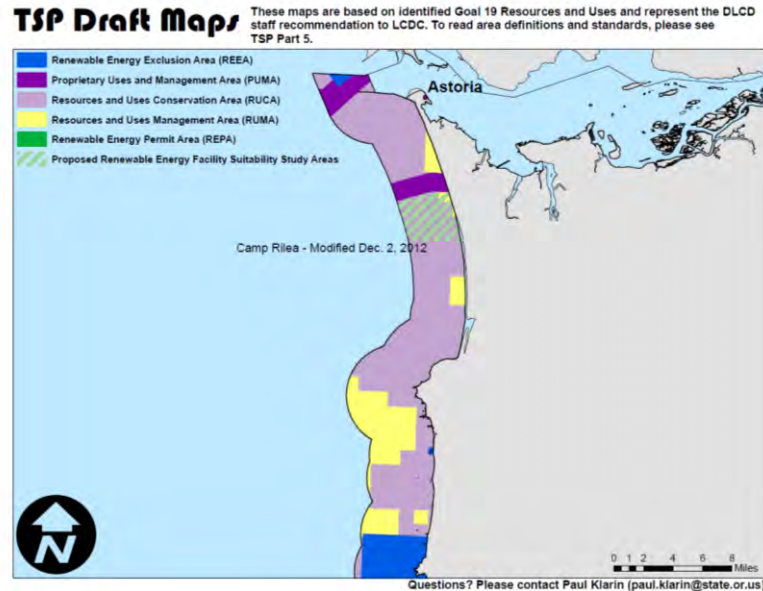 TSP Draft Maps
These maps are based on identified Goal 19 Resources and Uses and represent the DLCD
staff recommendation to LCDC. To read area definitions and standards, please see
TSP Part 5.
Renewable Energy Exclusion Area (REEA)
Proprietary Uses and Management Area (PUMA)
Resources and Uses Conservation Area (RUCA)
Resources and Uses Management Area (RUMA)
Renewable Energy Permit Area (REPA)
Proposed Renewable Energy Facility Suitability Study Areas
Astoria
Camp Rilea - Modified Dec. 2, 2012
N
0 1 2 4 6 8
Miles
Questions? Please contact Paul Klarin (paul.klarin@state.or.us)